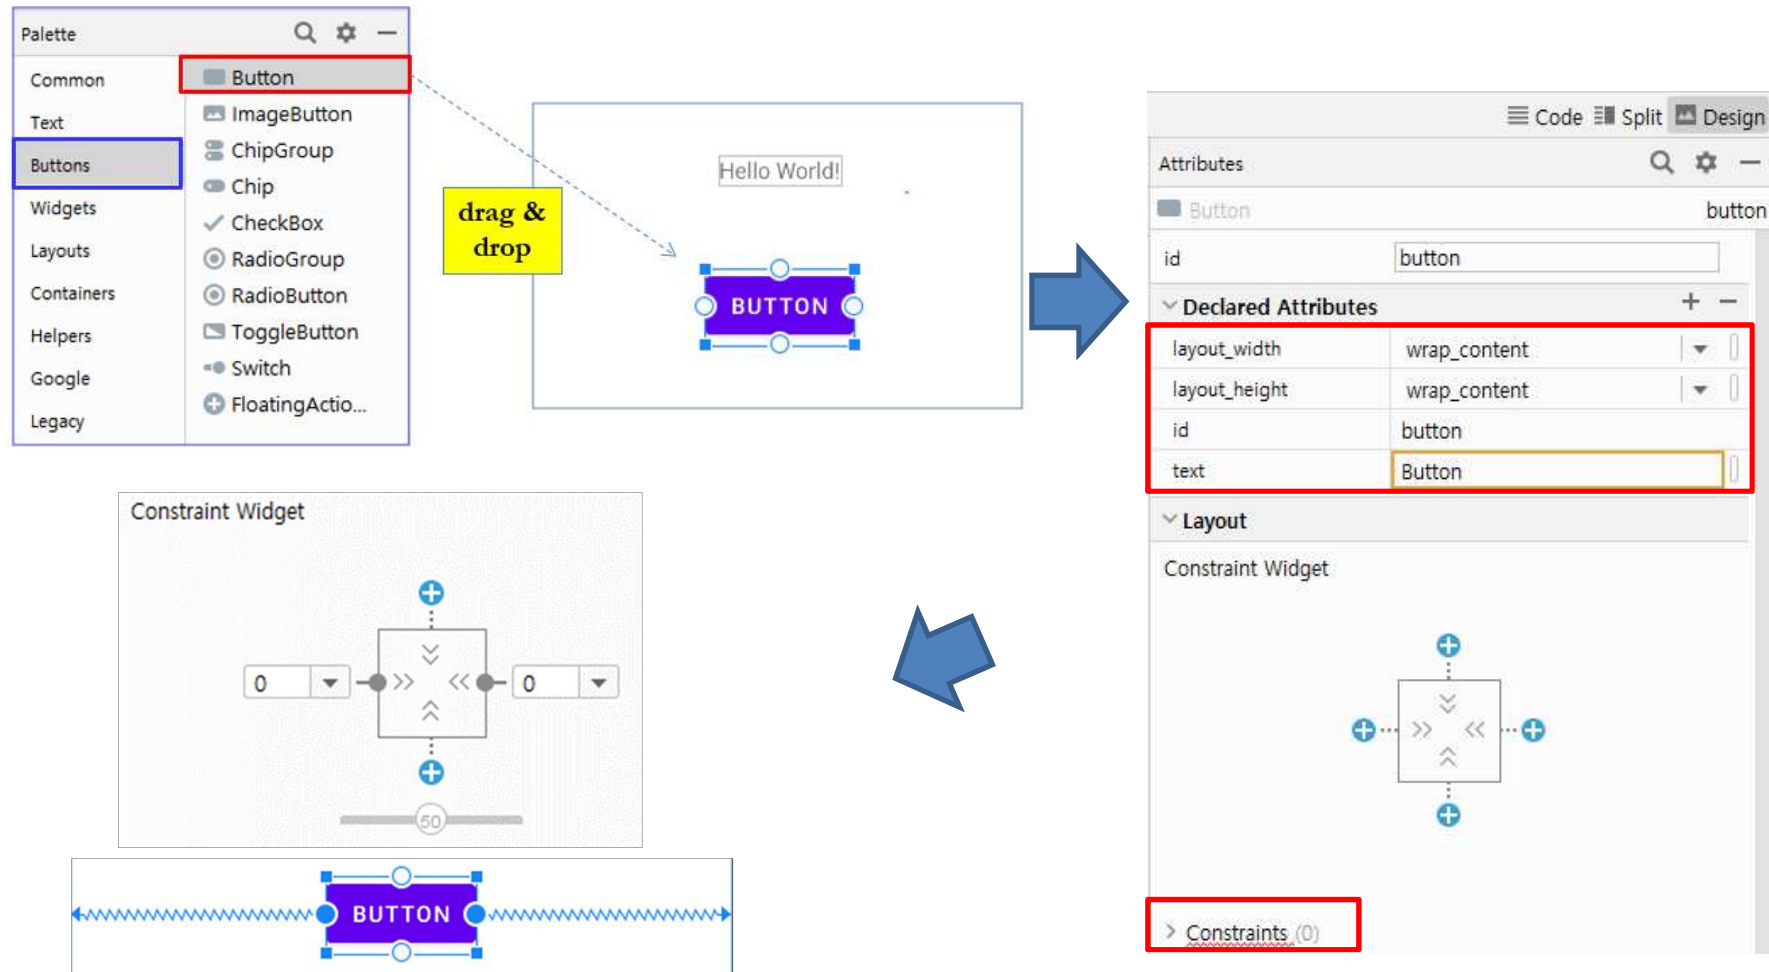 Palette
Common
Text
Buttons
Widgets
Layouts
Containers
Helpers
Google
Legacy
Button
ImageButton
ChipGroup
Chip
CheckBox
RadioGroup
RadioButton
ToggleButton
Switch
FloatingActio...
drag &
drop
Hello World!
BUTTON
Code Split Design
Attributes
Button button
id button
Declared Attributes
layout_width wrap_content
layout_height wrap_content
id button
text Button
Layout
Constraint Widget
Constraints (0)
Constraint Widget
0 0
50
BUTTON